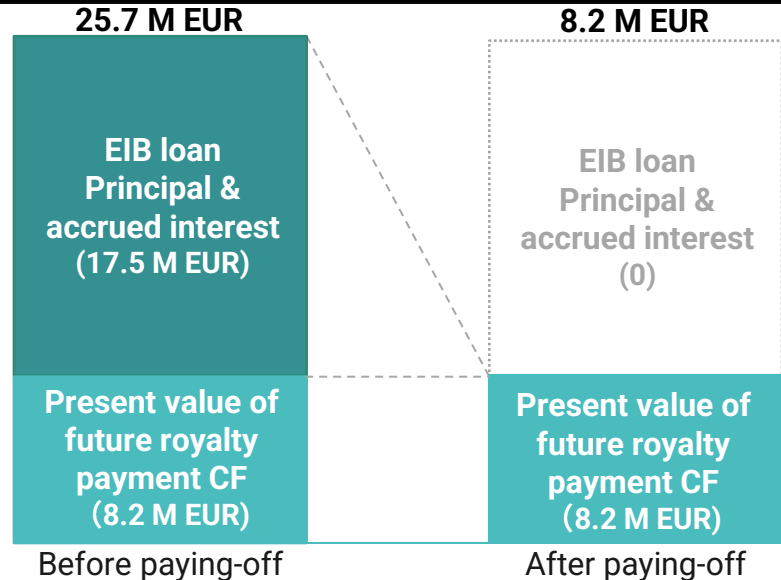 25.7 M EUR
EIB loan
Principal &
accrued interest
(17.5 M EUR)
Present value of
future royalty
payment CF
（8.2 M EUR)
Before paying-off
8.2 M EUR
EIB loan
Principal &
accrued interest
(0)
Present value of
future royalty
payment CF
（8.2 M EUR)
After paying-off